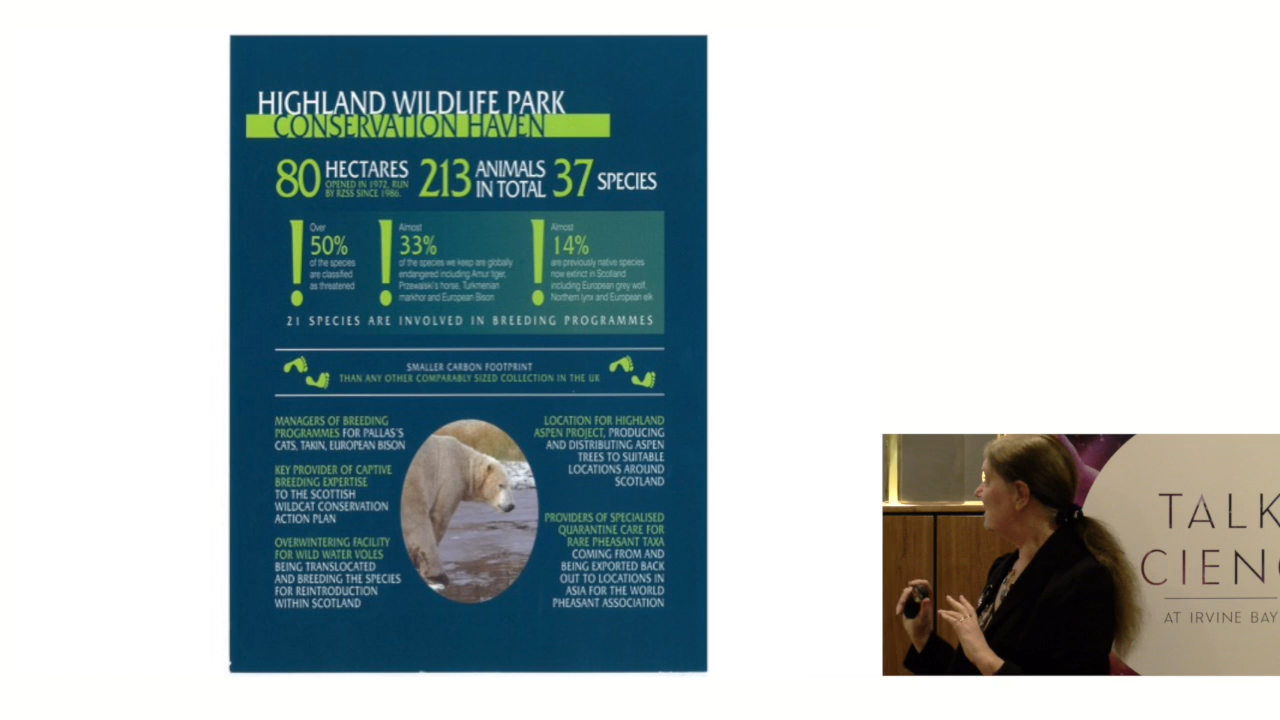 HIGHLAND WILDLIFE PARK
CONSERVATION HAVEN
80 HECTARES
OPENED IN 1972, RUN
BY RZSS SINCE 1986.
213 ANIMALS
IN TOTAL
37 SPECIES
Over
50%
of the species
are classified
as threatened
Almost
33%
of the species we keep are globally
endangered including Amur tiger,
Przewalski's horse, Turkmenian
markhor and European Bison
Almost
14%
are previously native species
now extinct in Scotland
including European grey wolf,
Northern lynx and European elk
21 SPECIES ARE INVOLVED IN BREEDING PROGRAMMES
SMALLER CARBON FOOTPRINT
THAN ANY OTHER COMPARABLY SIZED COLLECTION IN THE UK
MANAGERS OF BREEDING
PROGRAMMES FOR PALLAS'S
CATS, TAKIN, EUROPEAN BISON
KEY PROVIDER OF CAPTIVE
BREEDING EXPERTISE
TO THE SCOTTISH
WILDCAT CONSERVATION
ACTION PLAN
OVERWINTERING FACILITY
FOR WILD WATER VOLES
BEING TRANSLOCATED
AND BREEDING THE SPECIES
FOR REINTRODUCTION
WITHIN SCOTLAND
LOCATION FOR HIGHLAND
ASPEN PROJECT, PRODUCING
AND DISTRIBUTING ASPEN
TREES TO SUITABLE
LOCATIONS AROUND
SCOTLAND
PROVIDERS OF SPECIALISED
QUARANTINE CARE FOR
RARE PHEASANT TAXA
COMING FROM AND
BEING EXPORTED BACK
OUT TO LOCATIONS IN
ASIA FOR THE WORLD
PHEASANT ASSOCIATION
TALK
CIENC
AT IRVINE BAY